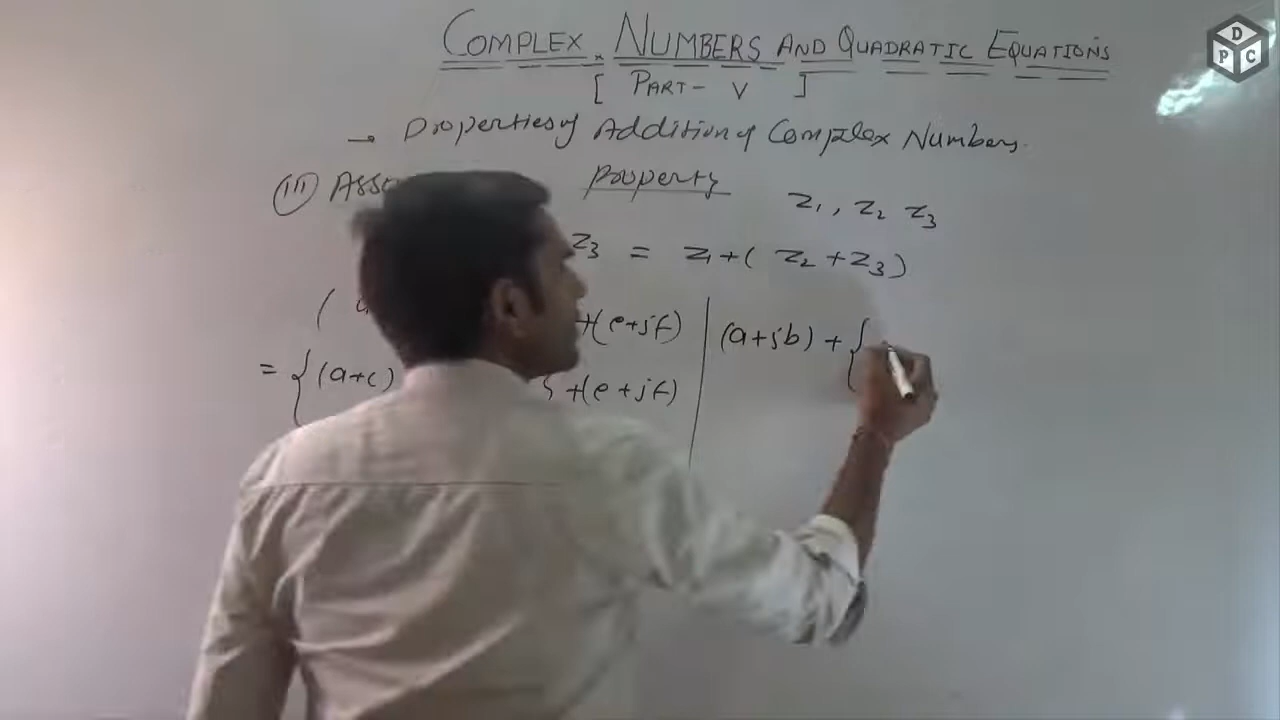 COMPLEX NUMBERS AND QUADRATIC EQUATIONS
[ PART- V ]
→ Properties of Addition of Complex Numbers.
(III) Property
z₁, z₂ z₃
z₃ = z₁+( z₂ +z₃)
( +(e+jf) | (a+jb) + {
= { (a+c) } +(e+jf)
D
P C